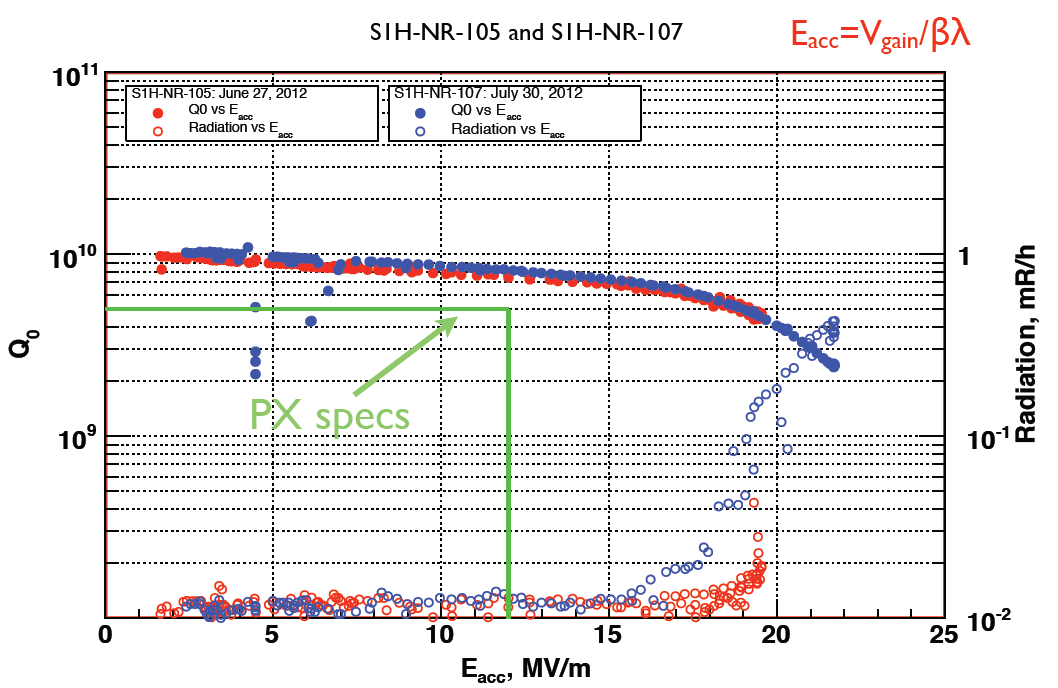 S1H-NR-105 and S1H-NR-107
Eacc=Vgain/βλ
10^11
S1H-NR-105: June 27, 2012
Q0 vs Eacc
Radiation vs Eacc
S1H-NR-107: July 30, 2012
Q0 vs Eacc
Radiation vs Eacc
10^10
1
Q0
PX specs
Radiation, mR/h
10^9
10^-1
10^-2
0
5
10
15
20
25
Eacc, MV/m